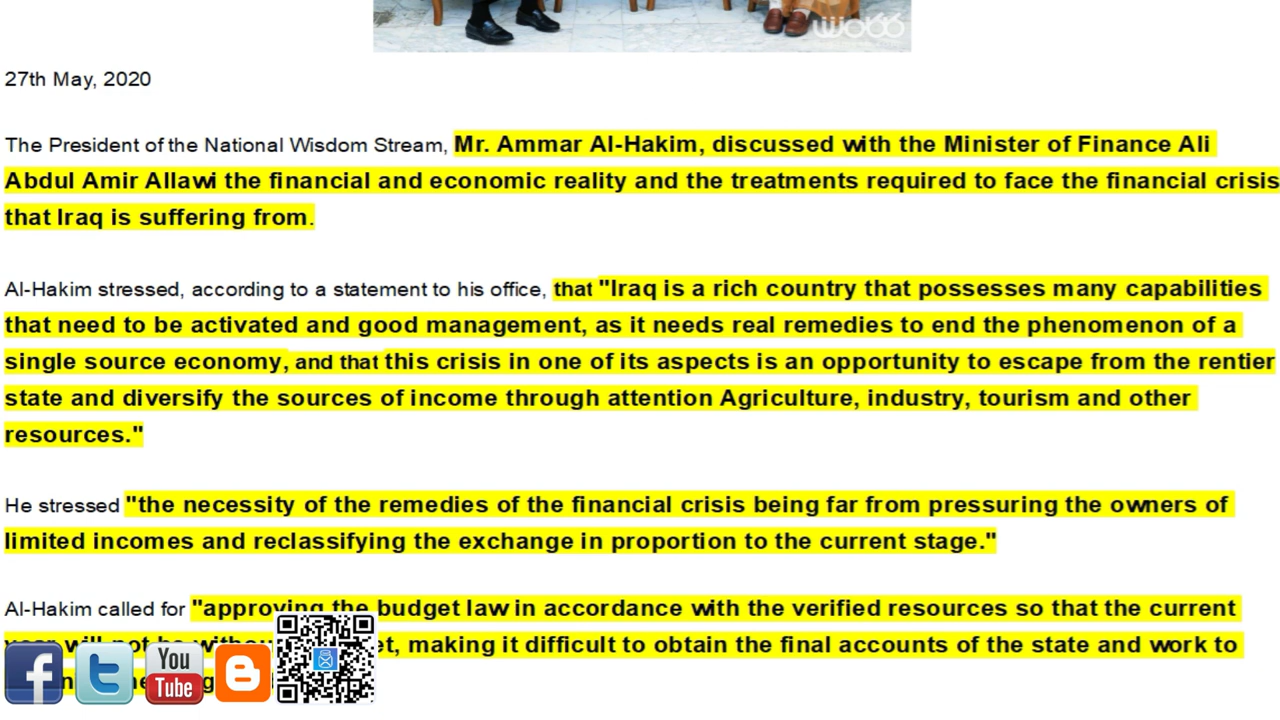 27th May, 2020
The President of the National Wisdom Stream, Mr. Ammar Al-Hakim, discussed with the Minister of Finance Ali
Abdul Amir Allawi the financial and economic reality and the treatments required to face the financial crisis
that Iraq is suffering from.
Al-Hakim stressed, according to a statement to his office, that "Iraq is a rich country that possesses many capabilities
that need to be activated and good management, as it needs real remedies to end the phenomenon of a
single source economy, and that this crisis in one of its aspects is an opportunity to escape from the rentier
state and diversify the sources of income through attention Agriculture, industry, tourism and other
resources."
He stressed "the necessity of the remedies of the financial crisis being far from pressuring the owners of
limited incomes and reclassifying the exchange in proportion to the current stage."
Al-Hakim called for "approving the budget law in accordance with the verified resources so that the current
year will not be without making it difficult to obtain the final accounts of the state and work to
f t You Tube B